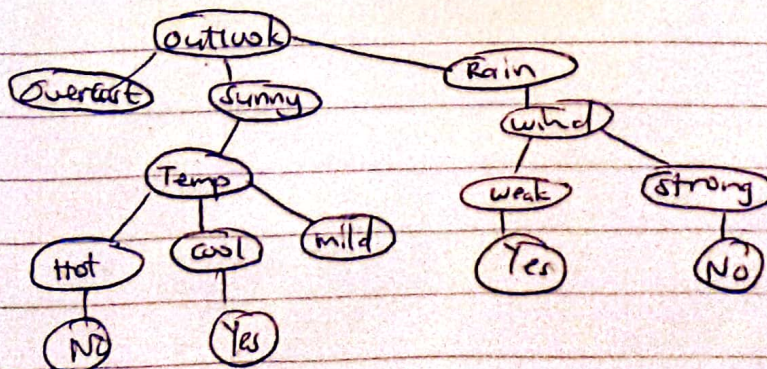 Outlook
Overcast Sunny Rain
Wind
Temp Weak Strong
Hot Cool Mild Yes No
No Yes